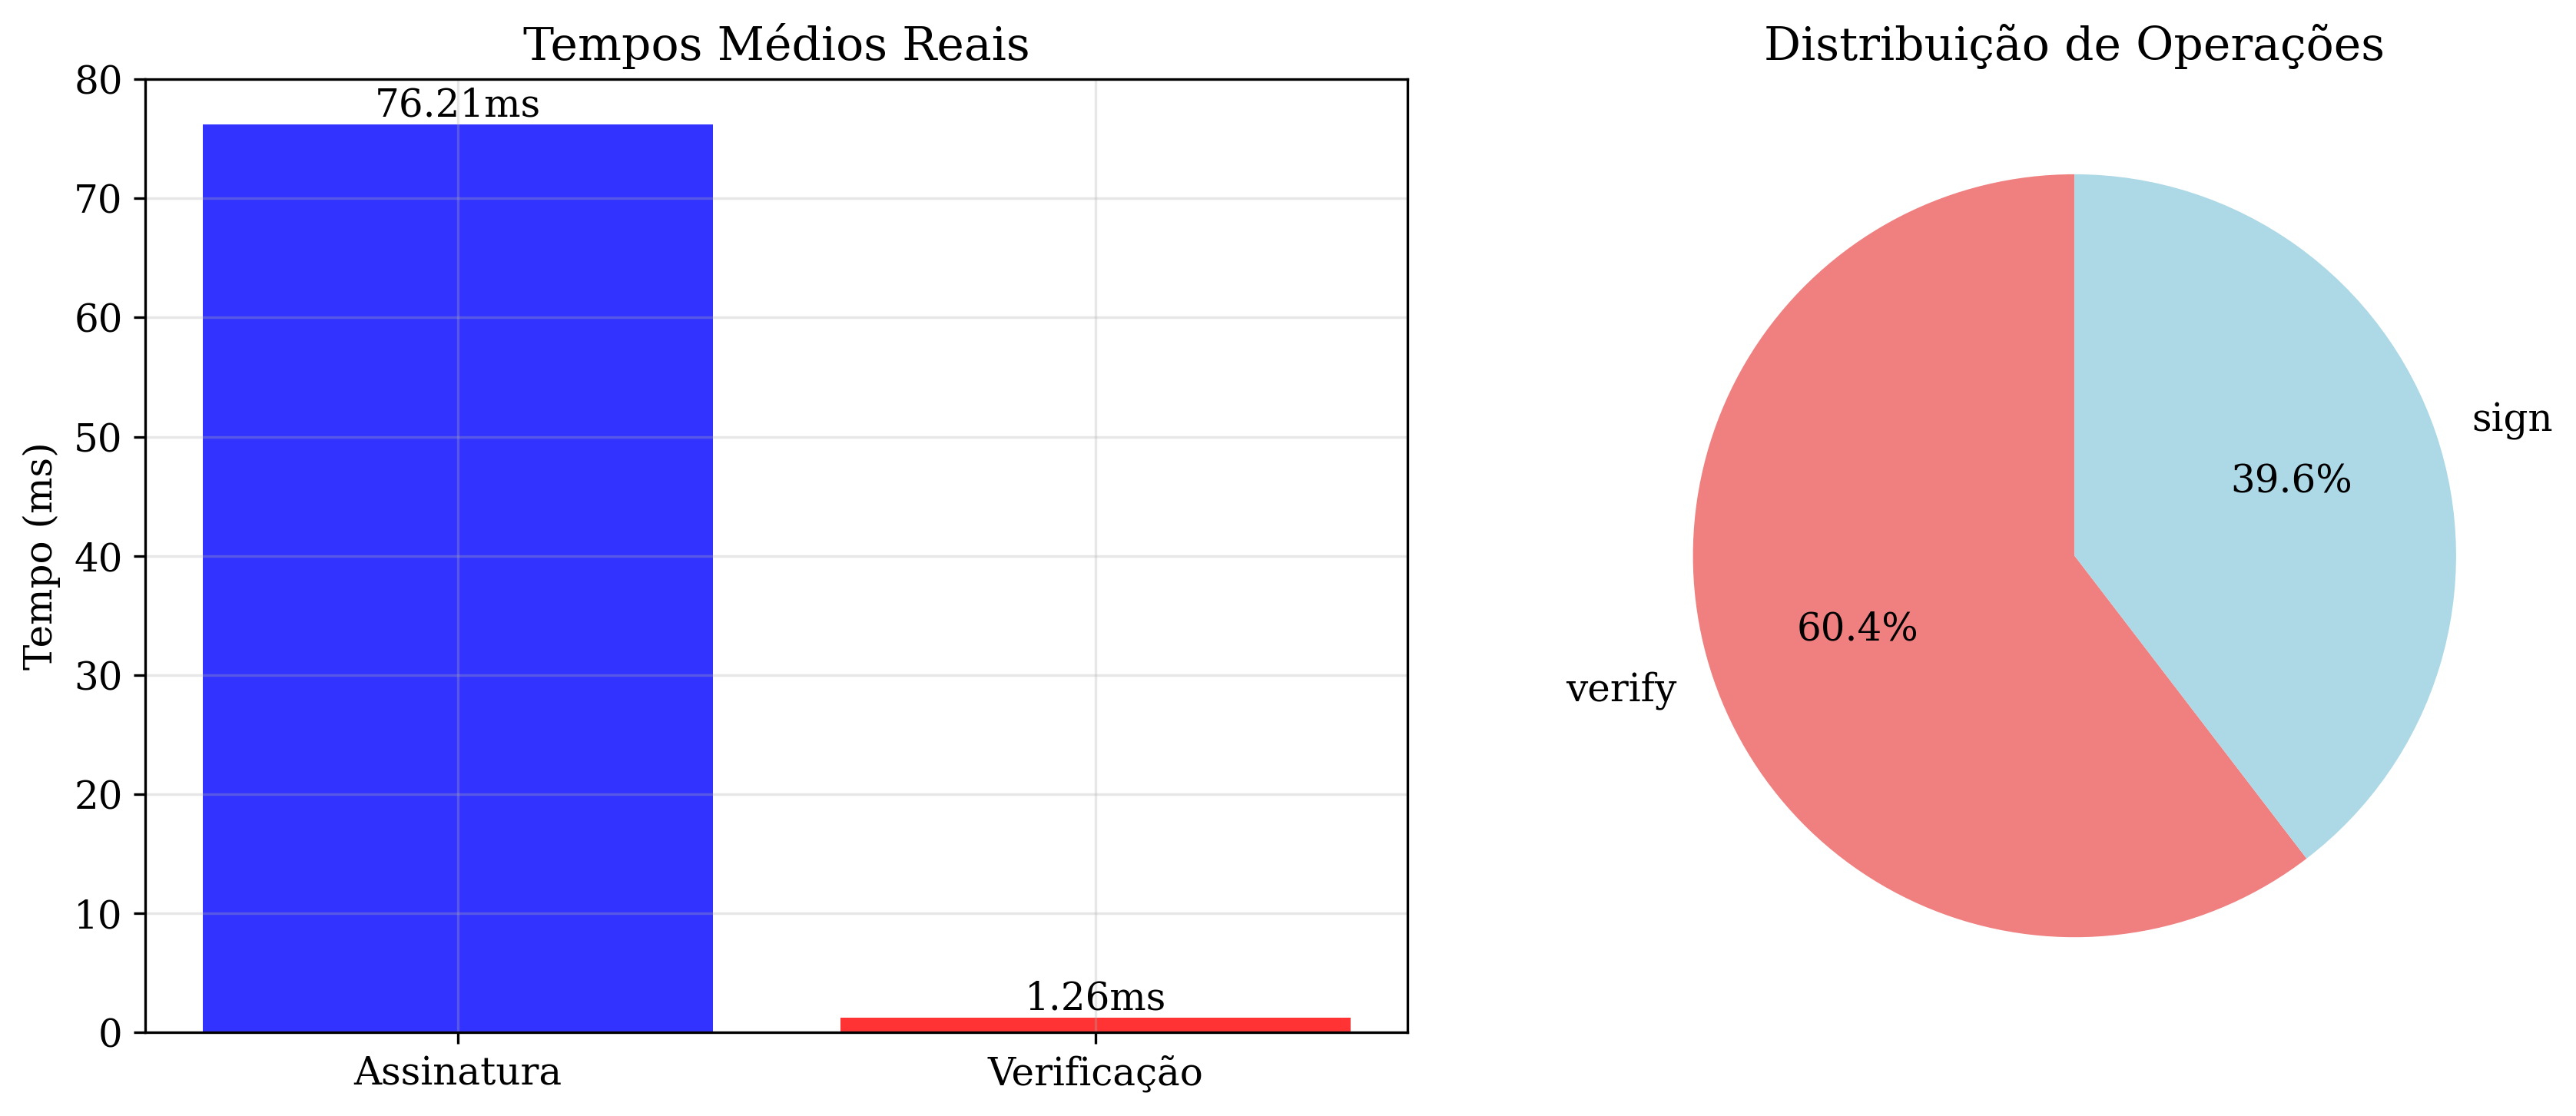 Tempos Médios Reais
80
70
60
50
40
30
20
10
0
Tempo (ms)
76.21ms
1.26ms
Assinatura
Verificação
Distribuição de Operações
sign
39.6%
60.4%
verify